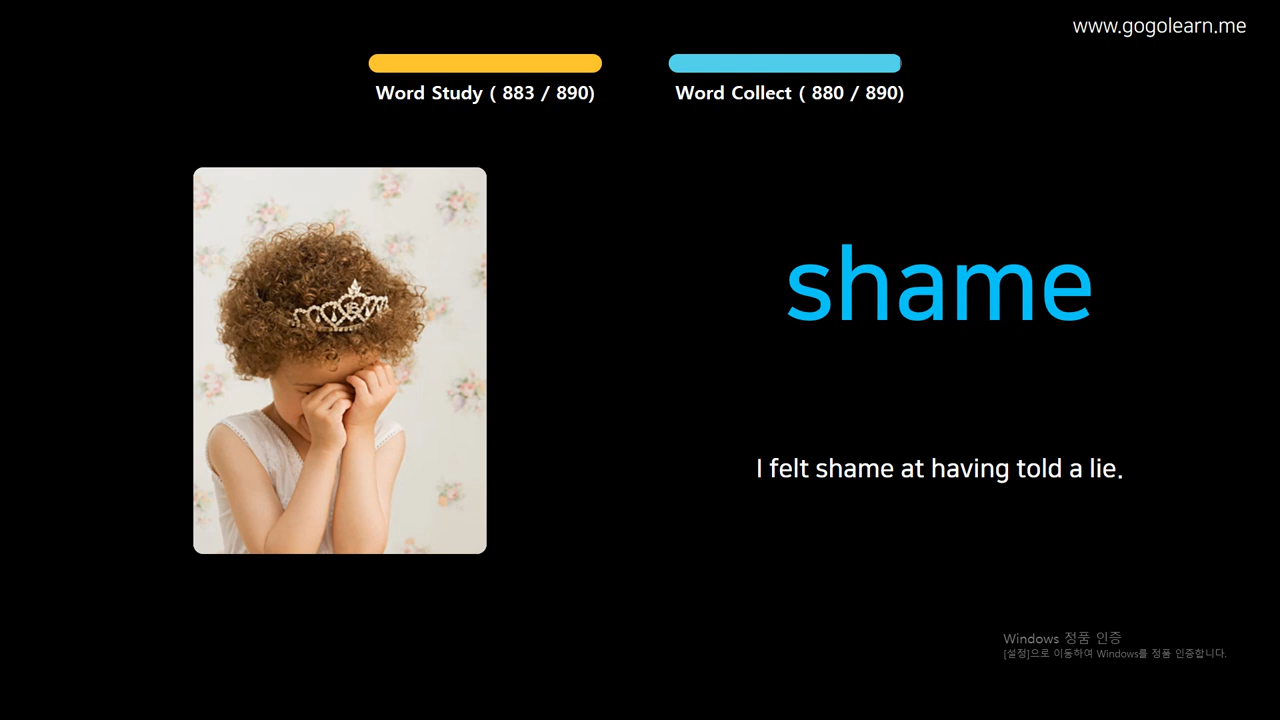 www.gogolearn.me
Word Study ( 883 / 890)
Word Collect ( 880 / 890)
shame
I felt shame at having told a lie.
Windows 정품 인증
[설정]으로 이동하여 Windows를 정품 인증합니다.